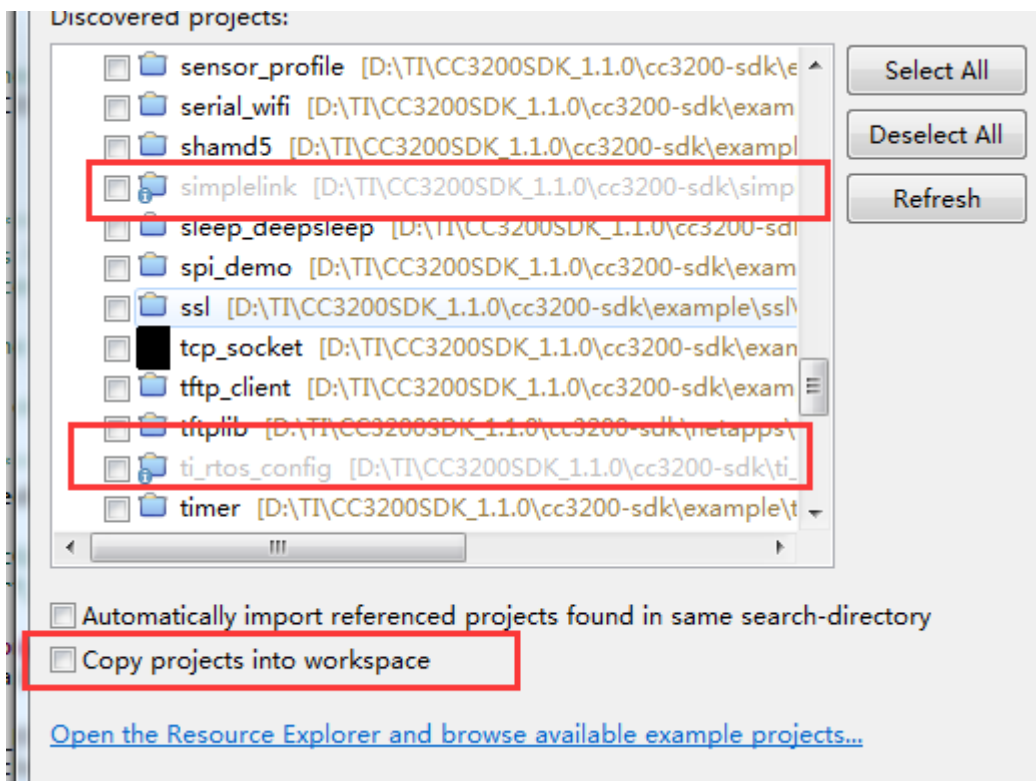 Discovered projects:
sensor_profile [D:\TI\CC3200SDK_1.1.0\cc3200-sdk\e
Select All
serial_wifi [D:\TI\CC3200SDK_1.1.0\cc3200-sdk\exam
shamd5 [D:\TI\CC3200SDK_1.1.0\cc3200-sdk\exampl
Deselect All
simplelink [D:\TI\CC3200SDK_1.1.0\cc3200-sdk\simp
Refresh
sleep_deepsleep [D:\TI\CC3200SDK_1.1.0\cc3200-sdl
spi_demo [D:\TI\CC3200SDK_1.1.0\cc3200-sdk\exam
ssl [D:\TI\CC3200SDK_1.1.0\cc3200-sdk\example\ssl\
tcp_socket [D:\TI\CC3200SDK_1.1.0\cc3200-sdk\exan
tftp_client [D:\TI\CC3200SDK_1.1.0\cc3200-sdk\exam
tftplib [D:\TI\CC3200SDK_1.1.0\cc3200-sdk\netapps\
ti_rtos_config [D:\TI\CC3200SDK_1.1.0\cc3200-sdk\ti_
timer [D:\TI\CC3200SDK_1.1.0\cc3200-sdk\example\t
Automatically import referenced projects found in same search-directory
Copy projects into workspace
Open the Resource Explorer and browse available example projects...